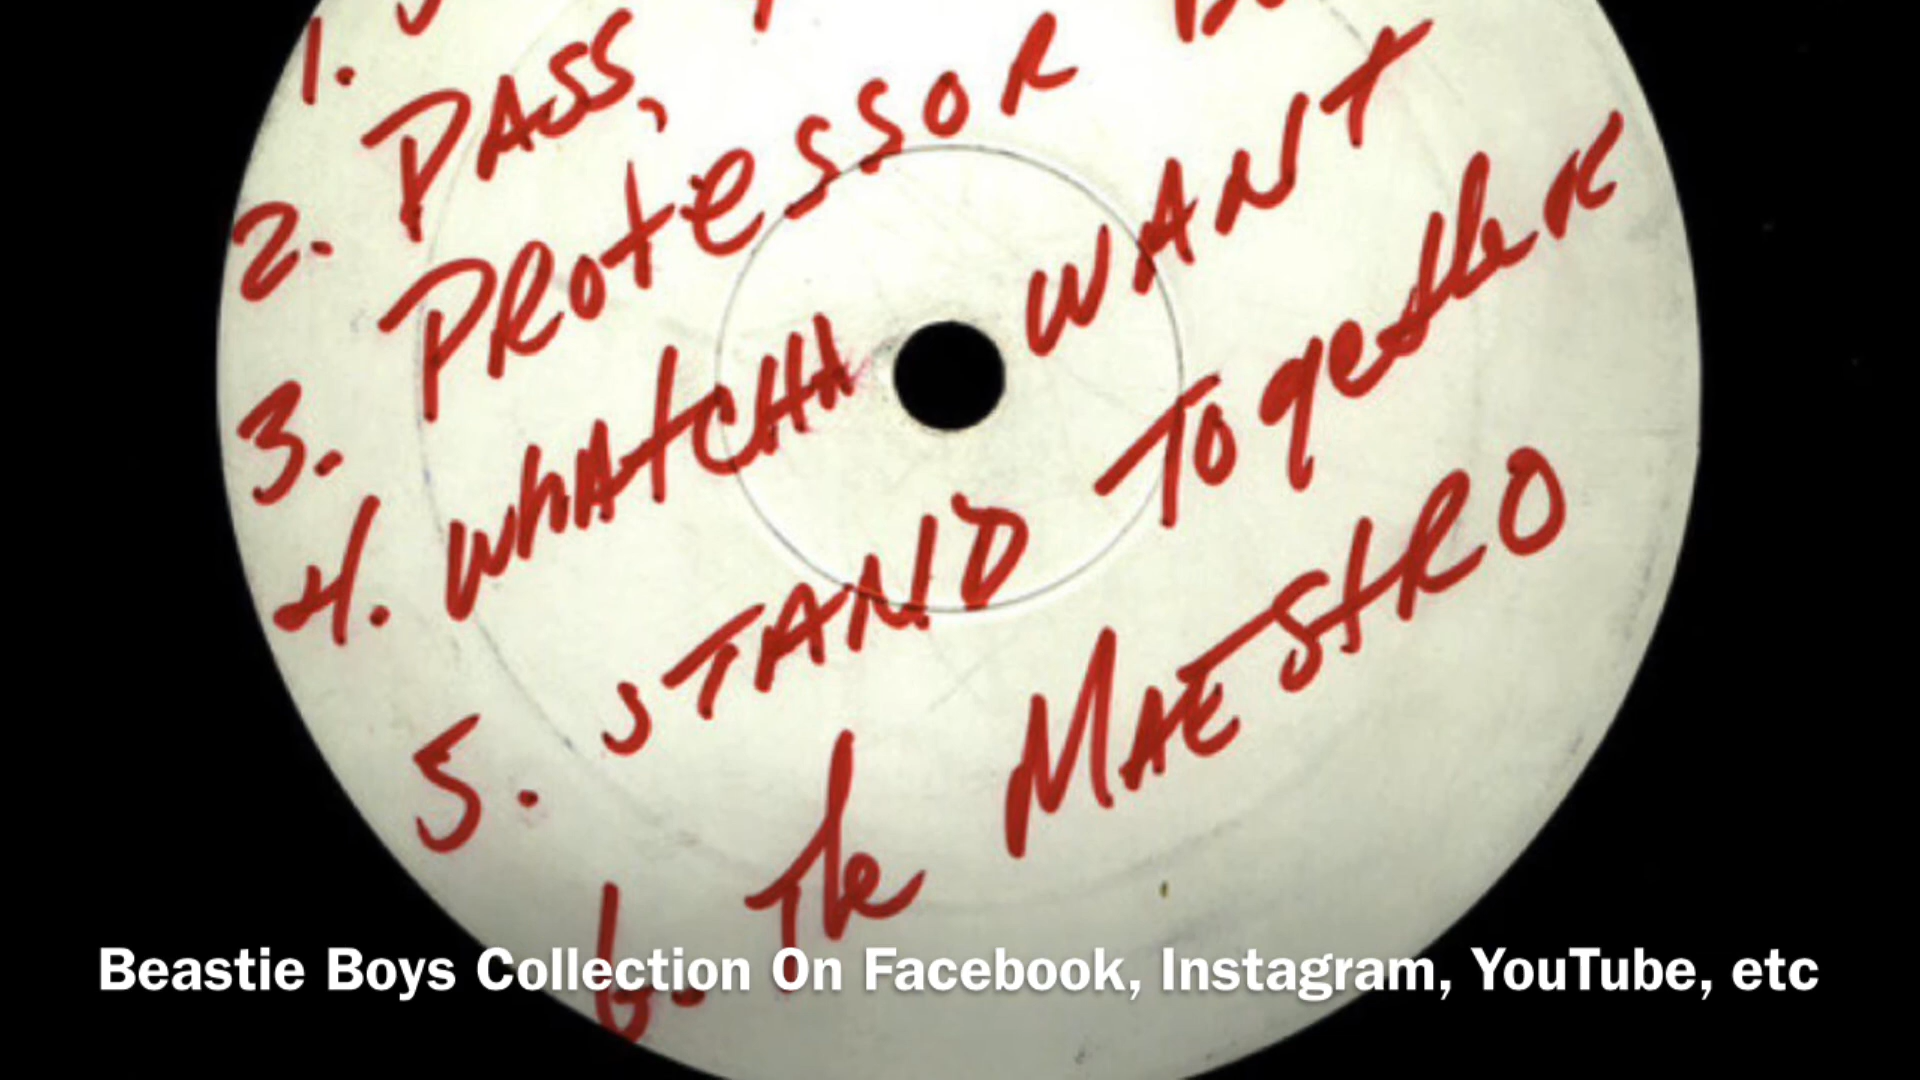 1.
2. PASS,
3. PROfESSOR
4. WhATCHA WANT
5. STAND TogetheR
6. The MAESTRO
Beastie Boys Collection On Facebook, Instagram, YouTube, etc